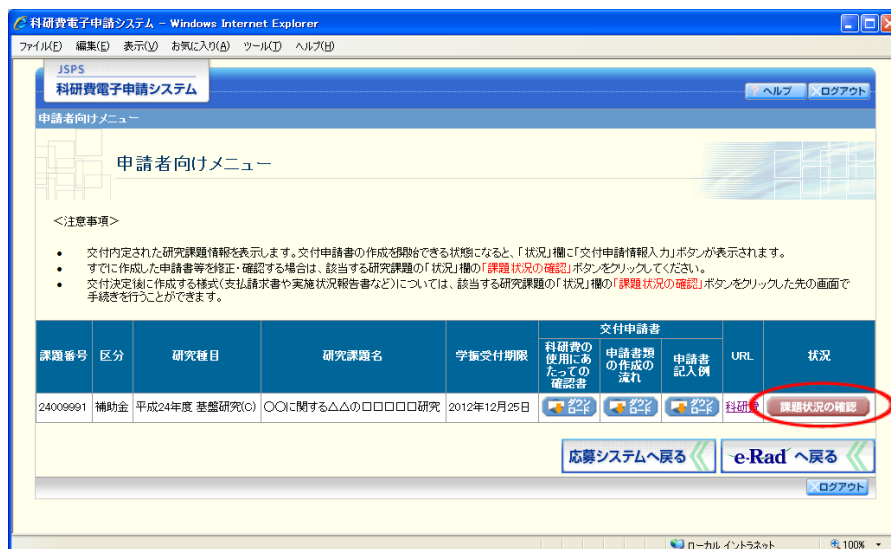 科研費電子申請システム - Windows Internet Explorer
ファイル(F) 編集(E) 表示(V) お気に入り(A) ツール(T) ヘルプ(H)
JSPS
科研費電子申請システム
? ヘルプ
ログアウト
申請者向けメニュー
申請者向けメニュー
<注意事項>
• 交付内定された研究課題情報を表示します。交付申請書の作成を開始できる状態になると、「状況」欄に「交付申請情報入力」ボタンが表示されます。
• すでに作成した申請書等を修正・確認する場合は、該当する研究課題の「状況」欄の「課題状況の確認」ボタンをクリックしてください。
• 交付決定後に作成する様式(支払請求書や実施状況報告書など)については、該当する研究課題の「状況」欄の「課題状況の確認」ボタンをクリックした先の画面で
手続きを行うことができます。
交付申請書
課題番号 区分 研究種目 研究課題名 学振受付期限 URL 状況
科研費の
使用にあ
たっての
確認書
申請書類
の作成の
流れ
申請書
記入例
24009991 補助金 平成24年度 基盤研究(C) 〇〇に関する△△の□□□□□研究 2012年12月25日 ダウンロード ダウンロード ダウンロード 科研費 課題状況の確認
応募システムへ戻る
e-Rad へ戻る
ログアウト
ローカル イントラネット 100%